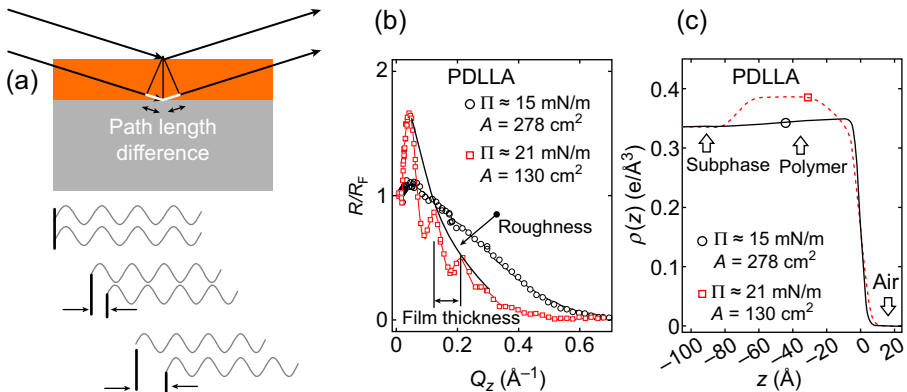 (a)
Path length
difference
(b)
PDLLA
Π ≈ 15 mN/m
A = 278 cm²
Π ≈ 21 mN/m
A = 130 cm²
Roughness
Film thickness
R/R_F
2
1
0
0
0.2
0.4
0.6
Q_z (Å⁻¹)
(c)
PDLLA
Subphase
Polymer
Π ≈ 15 mN/m
A = 278 cm²
Π ≈ 21 mN/m
A = 130 cm²
Air
ρ(z) (e/Å³)
0.4
0.3
0.2
0.1
0
−100
−80
−60
−40
−20
0
20
z (Å)